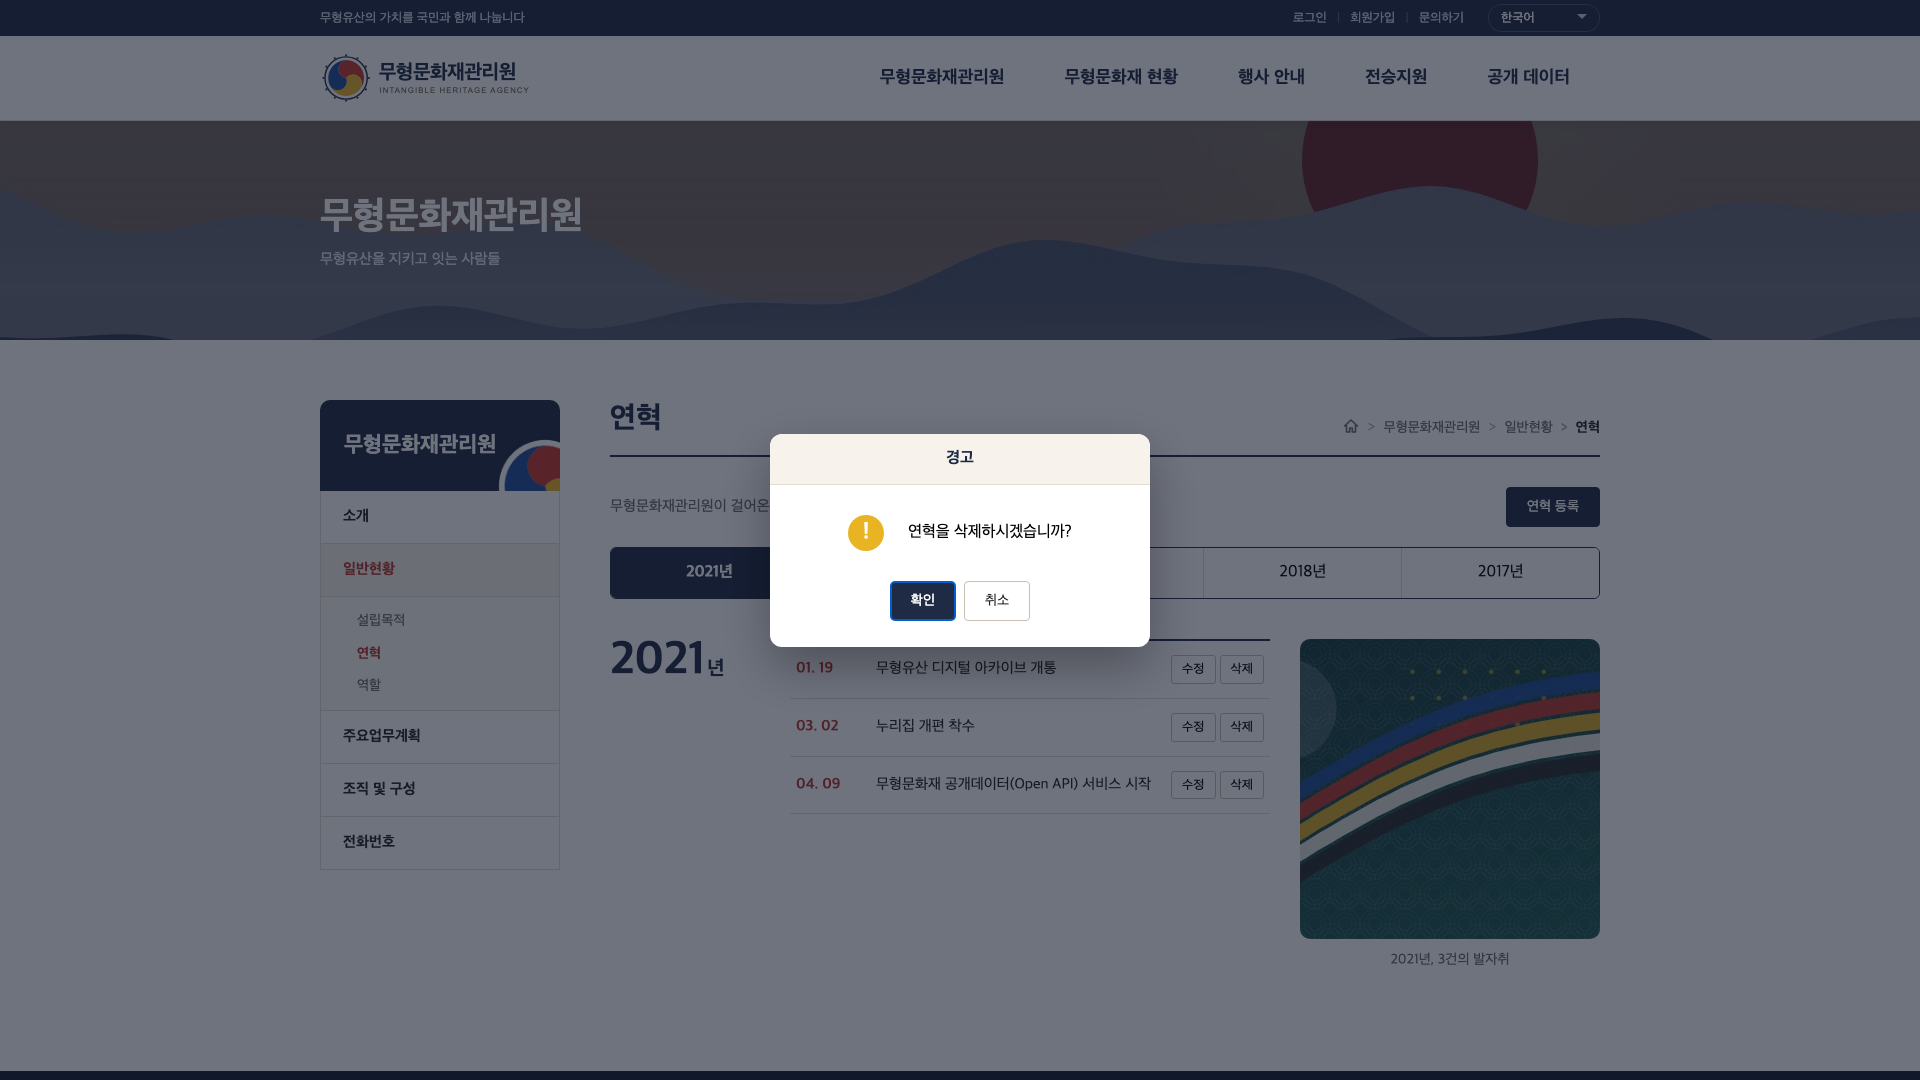 무형유산의 가치를 국민과 함께 나눕니다
로그인 회원가입 문의하기 한국어
무형문화재관리원
INTANGIBLE HERITAGE AGENCY
무형문화재관리원 무형문화재 현황 행사 안내 전승지원 공개 데이터
무형문화재관리원
무형유산을 지키고 잇는 사람들
무형문화재관리원
소개
일반현황
설립목적
연혁
역할
주요업무계획
조직 및 구성
전화번호
연혁
> 무형문화재관리원 > 일반현황 > 연혁
무형문화재관리원이 걸어온
연혁 등록
2021년 2018년 2017년
경고
! 연혁을 삭제하시겠습니까?
확인 취소
2021년
01. 19 무형유산 디지털 아카이브 개통 수정 삭제
03. 02 누리집 개편 착수 수정 삭제
04. 09 무형문화재 공개데이터(Open API) 서비스 시작 수정 삭제
2021년, 3건의 발자취